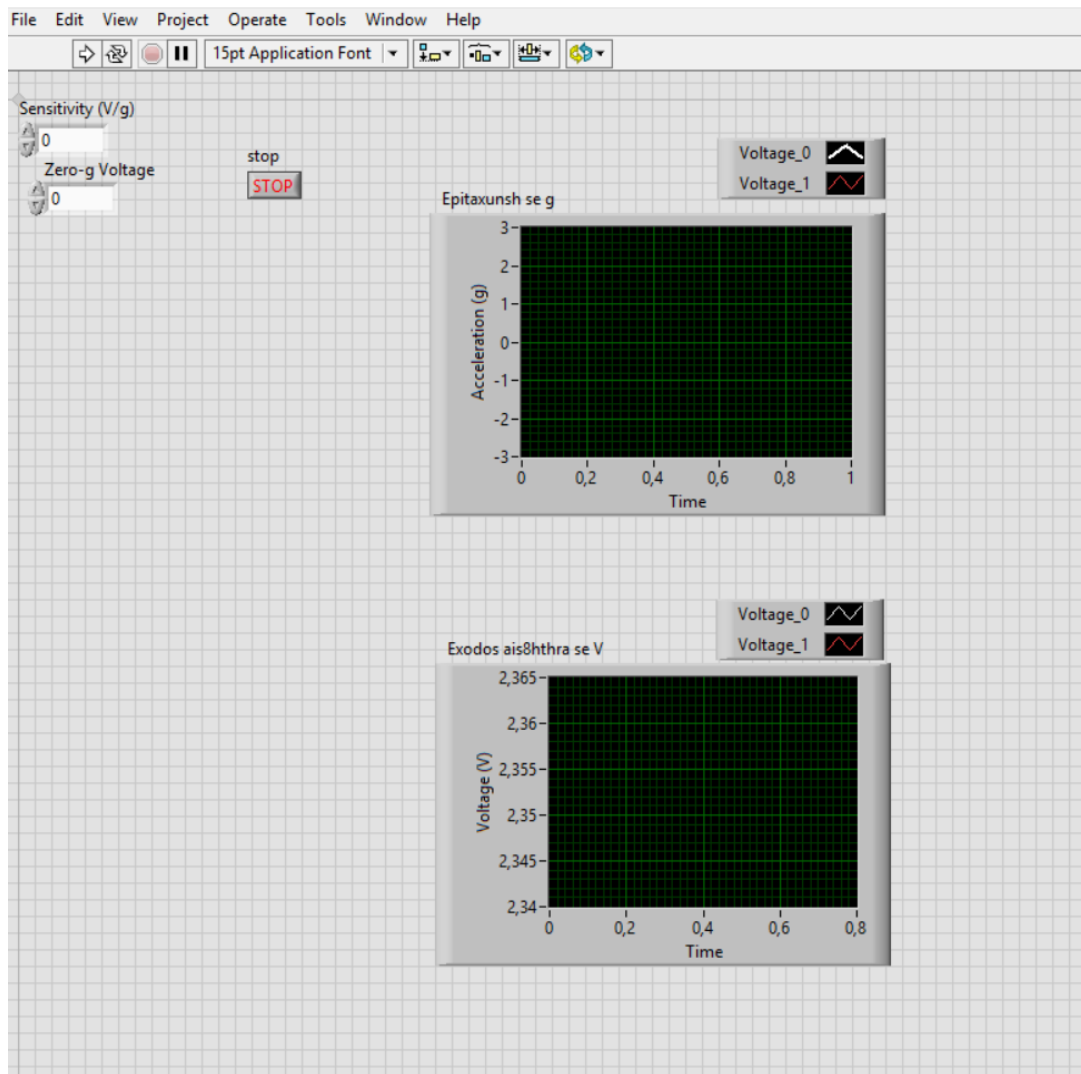 File Edit View Project Operate Tools Window Help
15pt Application Font
Sensitivity (V/g)
0
Zero-g Voltage
0
stop
STOP
Voltage_0
Voltage_1
Epitaxunsh se g
Acceleration (g)
3
2
1
0
-1
-2
-3
0 0,2 0,4 0,6 0,8 1
Time
Voltage_0
Voltage_1
Exodos ais8hthra se V
Voltage (V)
2,365
2,36
2,355
2,35
2,345
2,34
0 0,2 0,4 0,6 0,8
Time